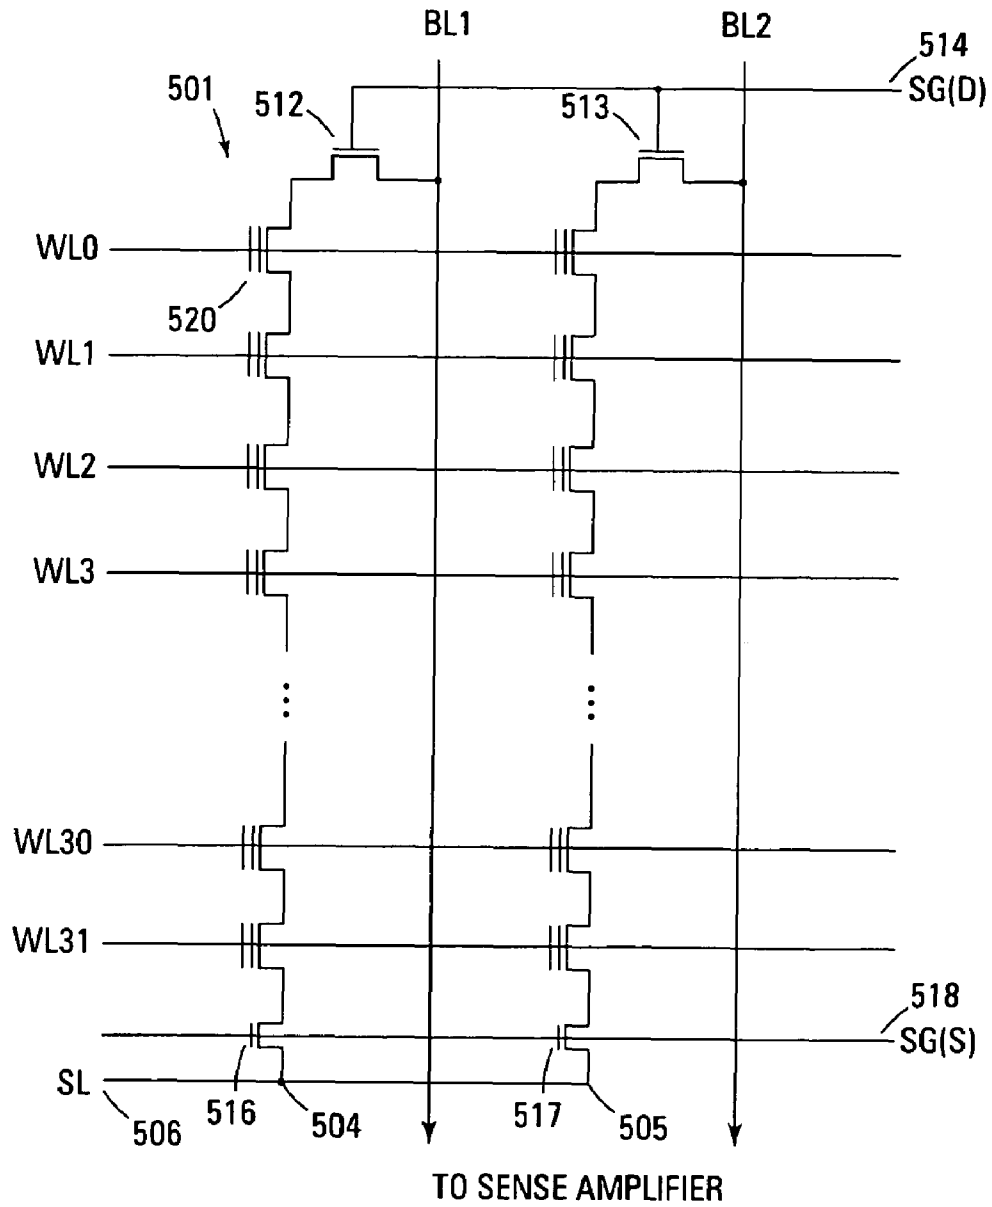 BL1
BL2
514
SG(D)
501
512
513
WL0
520
WL1
WL2
WL3
WL30
WL31
518
SG(S)
SL
506
516
504
517
505
TO SENSE AMPLIFIER